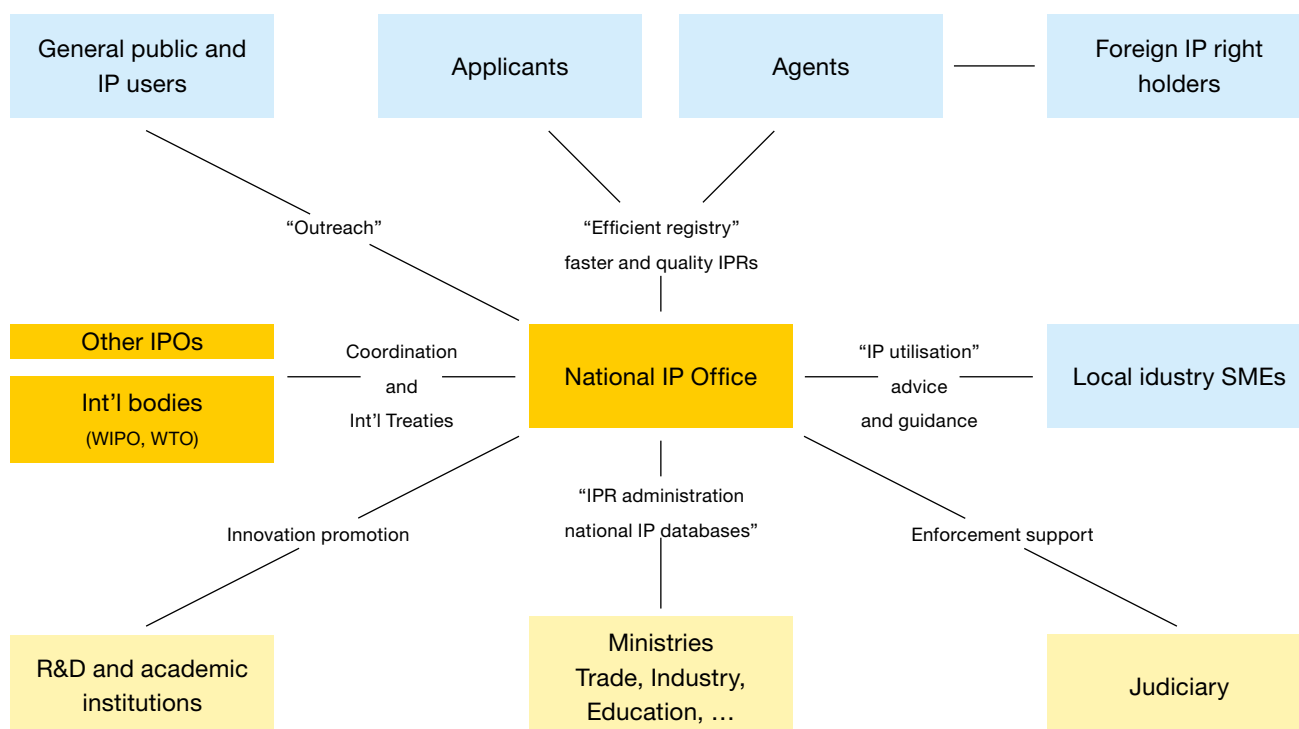 General public and
IP users
Applicants
Agents
Foreign IP right
holders
“Outreach”
“Efficient registry”
faster and quality IPRs
Other IPOs
Int’l bodies
(WIPO, WTO)
Coordination
and
Int’l Treaties
National IP Office
“IP utilisation”
advice
and guidance
Local idustry SMEs
Innovation promotion
“IPR administration
national IP databases”
Enforcement support
R&D and academic
institutions
Ministries
Trade, Industry,
Education, …
Judiciary